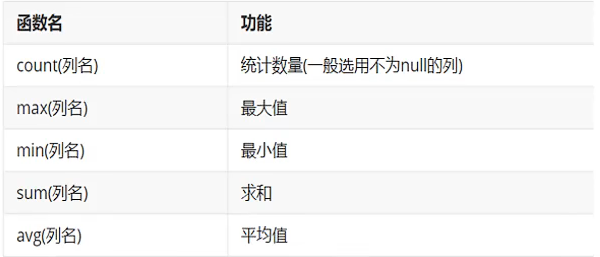 函数名 功能
count(列名) 统计数量(一般选用不为null的列)
max(列名) 最大值
min(列名) 最小值
sum(列名) 求和
avg(列名) 平均值